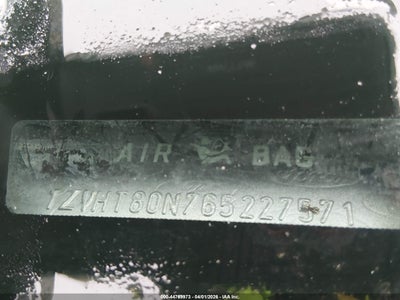 AIR BAG
1ZVHT80N765227571
000-44789973 - 04/01/2026 - IAA Inc.